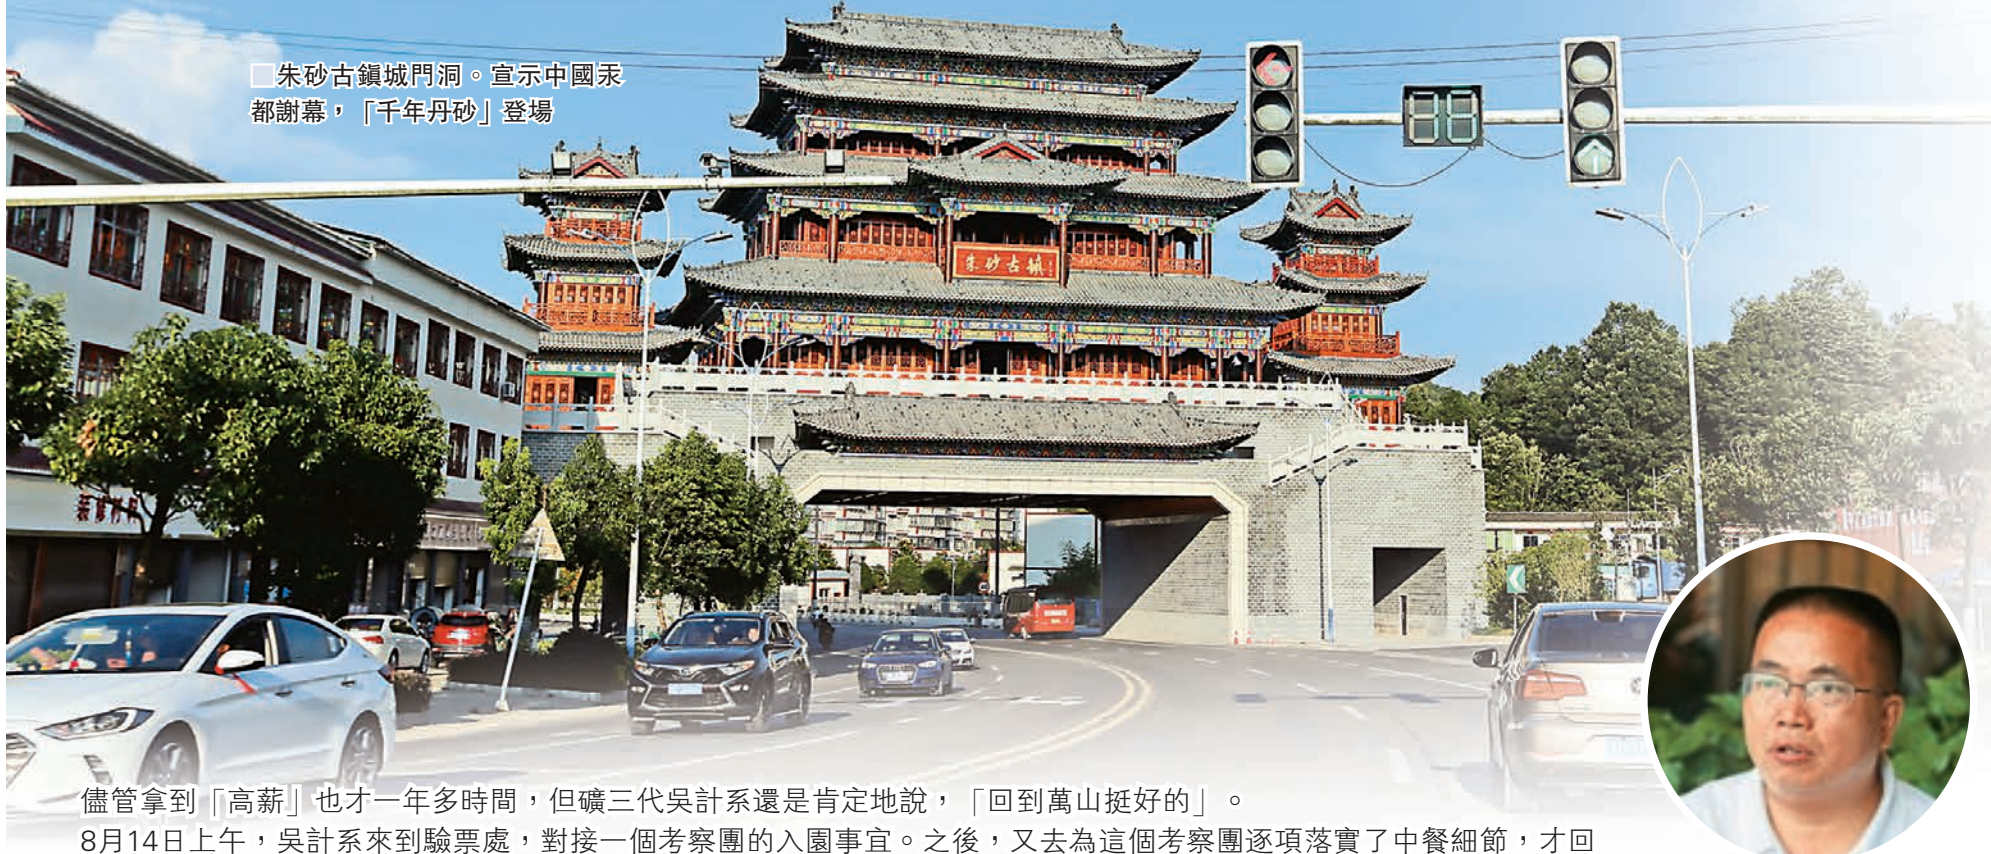 朱砂古鎮城門洞。宣示中國汞
都謝幕，「千年丹砂」登場
朱砂古鎮
儘管拿到「高薪」也才一年多時間，但礦三代吳計系還是肯定地說，「回到萬山挺好的」。
8月14日上午，吳計系來到驗票處，對接一個考察團的入園事宜。之後，又去為這個考察團逐項落實了中餐細節，才回